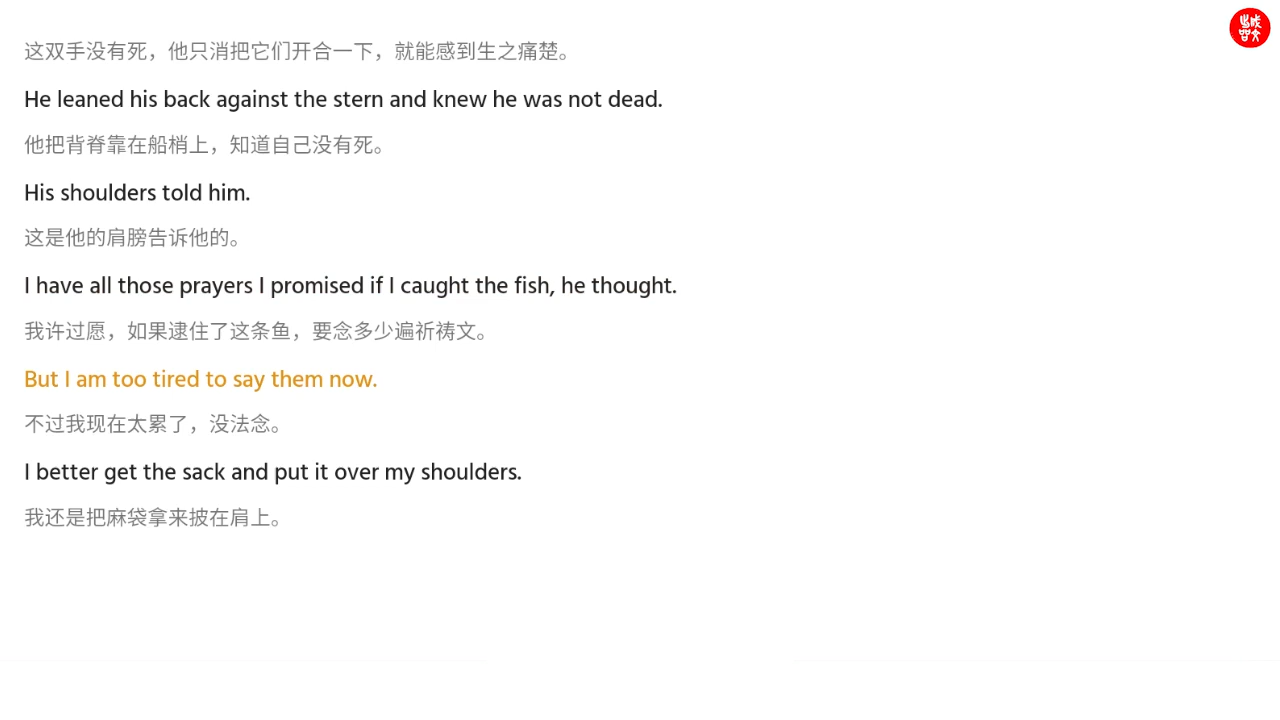 这双手没有死，他只消把它们开合一下，就能感到生之痛楚。
He leaned his back against the stern and knew he was not dead.
他把背脊靠在船梢上，知道自己没有死。
His shoulders told him.
这是他的肩膀告诉他的。
I have all those prayers I promised if I caught the fish, he thought.
我许过愿，如果逮住了这条鱼，要念多少遍祈祷文。
But I am too tired to say them now.
不过我现在太累了，没法念。
I better get the sack and put it over my shoulders.
我还是把麻袋拿来披在肩上。